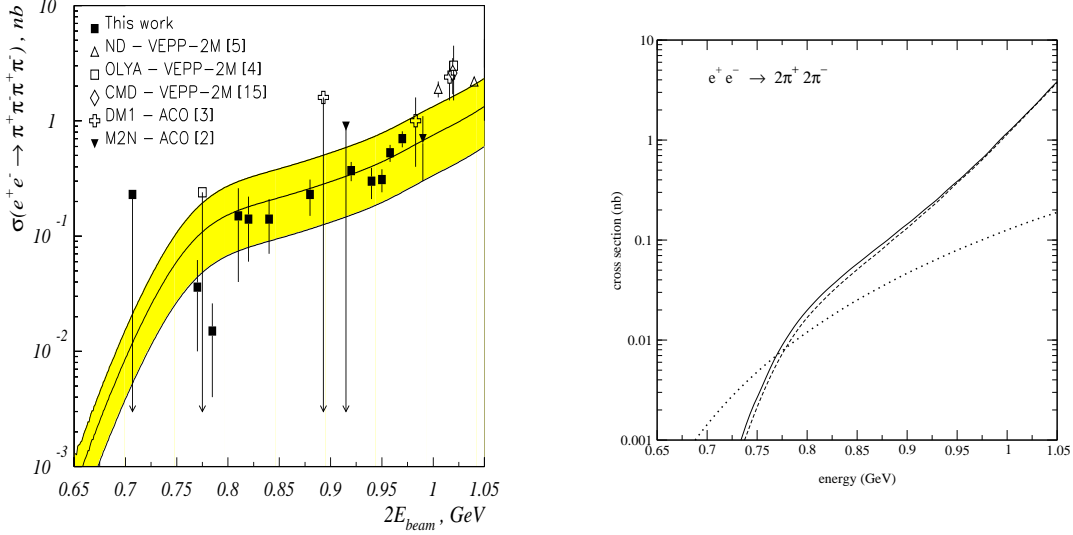 σ(e⁺e⁻ → π⁺π⁻π⁺π⁻), nb
10
1
10⁻¹
10⁻²
10⁻³
This work
ND – VEPP-2M [5]
OLYA – VEPP-2M [4]
CMD – VEPP-2M [15]
DM1 – ACO [3]
M2N – ACO [2]
0.65 0.7 0.75 0.8 0.85 0.9 0.95 1 1.05
2E_beam , GeV
cross section (nb)
10
1
0.1
0.01
0.001
e⁺ e⁻ → 2π⁺ 2π⁻
0.65 0.7 0.75 0.8 0.85 0.9 0.95 1 1.05
energy (GeV)